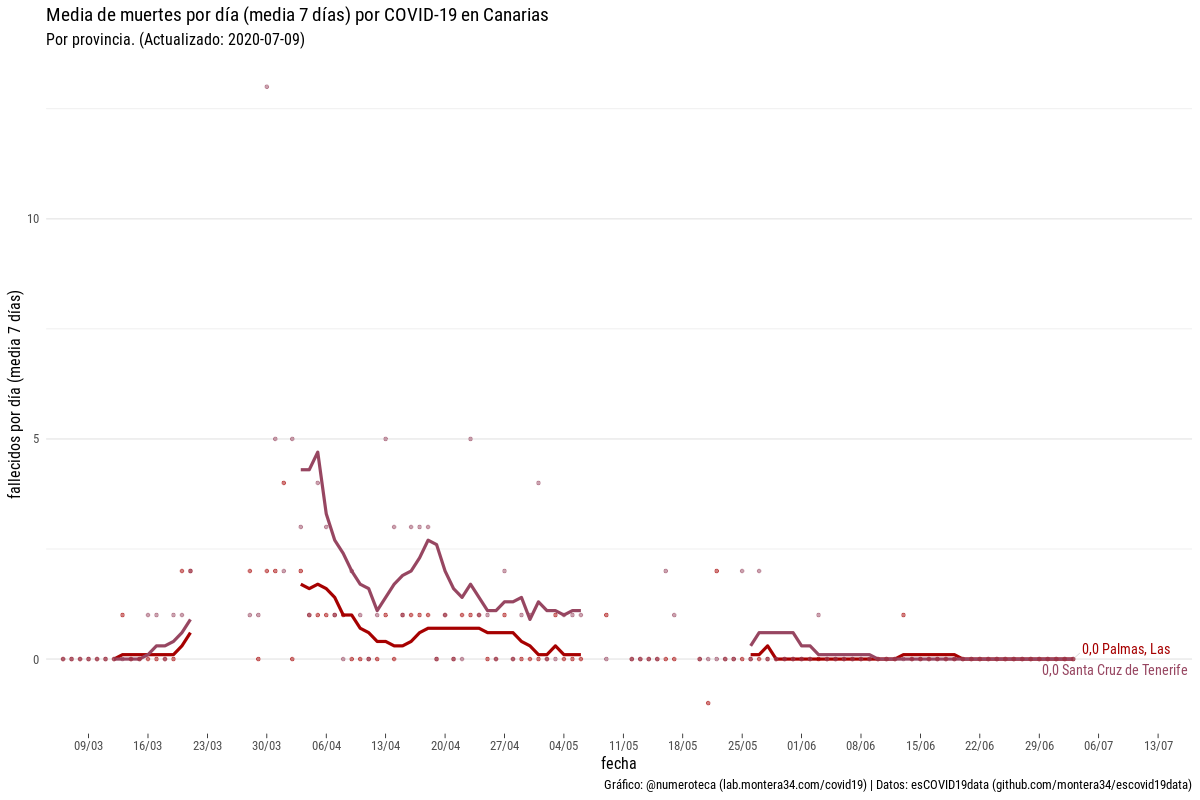 Media de muertes por día (media 7 días) por COVID-19 en Canarias
Por provincia. (Actualizado: 2020-07-09)
fallecidos por día (media 7 días)
10
5
0
0,0 Palmas, Las
0,0 Santa Cruz de Tenerife
09/03 16/03 23/03 30/03 06/04 13/04 20/04 27/04 04/05 11/05 18/05 25/05 01/06 08/06 15/06 22/06 29/06 06/07 13/07
fecha
Gráfico: @numeroteca (lab.montera34.com/covid19) | Datos: esCOVID19data (github.com/montera34/escovid19data)